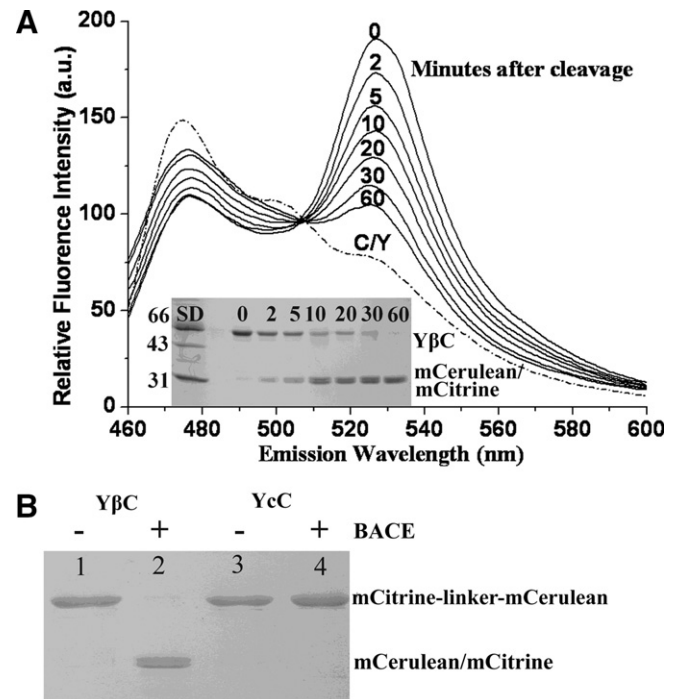 A
200
150
100
50
0
Relative Fluorescence Intensity (a.u.)
0
2
5
10
20
30
60
C/Y
Minutes after cleavage
66 SD 0 2 5 10 20 30 60
43
31
YβC
mCerulean/
mCitrine
460 480 500 520 540 560 580 600
Emission Wavelength (nm)
B
YβC YcC
- + - + BACE
1 2 3 4
mCitrine-linker-mCerulean
mCerulean/mCitrine